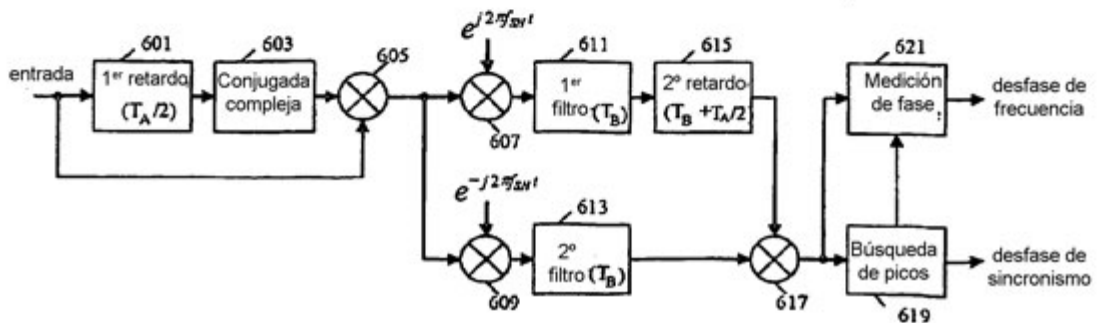 601
603
605
611
615
621
entrada
1er retardo
(TA/2)
Conjugada
compleja
e^{j2πf_{SH}t}
607
1er
filtro (TB)
2º retardo
(TB + TA/2)
Medición
de fase
desfase de
frecuencia
e^{-j2πf_{SH}t}
609
613
2º
filtro (TB)
617
Búsqueda
de picos
619
desfase de
sincronismo